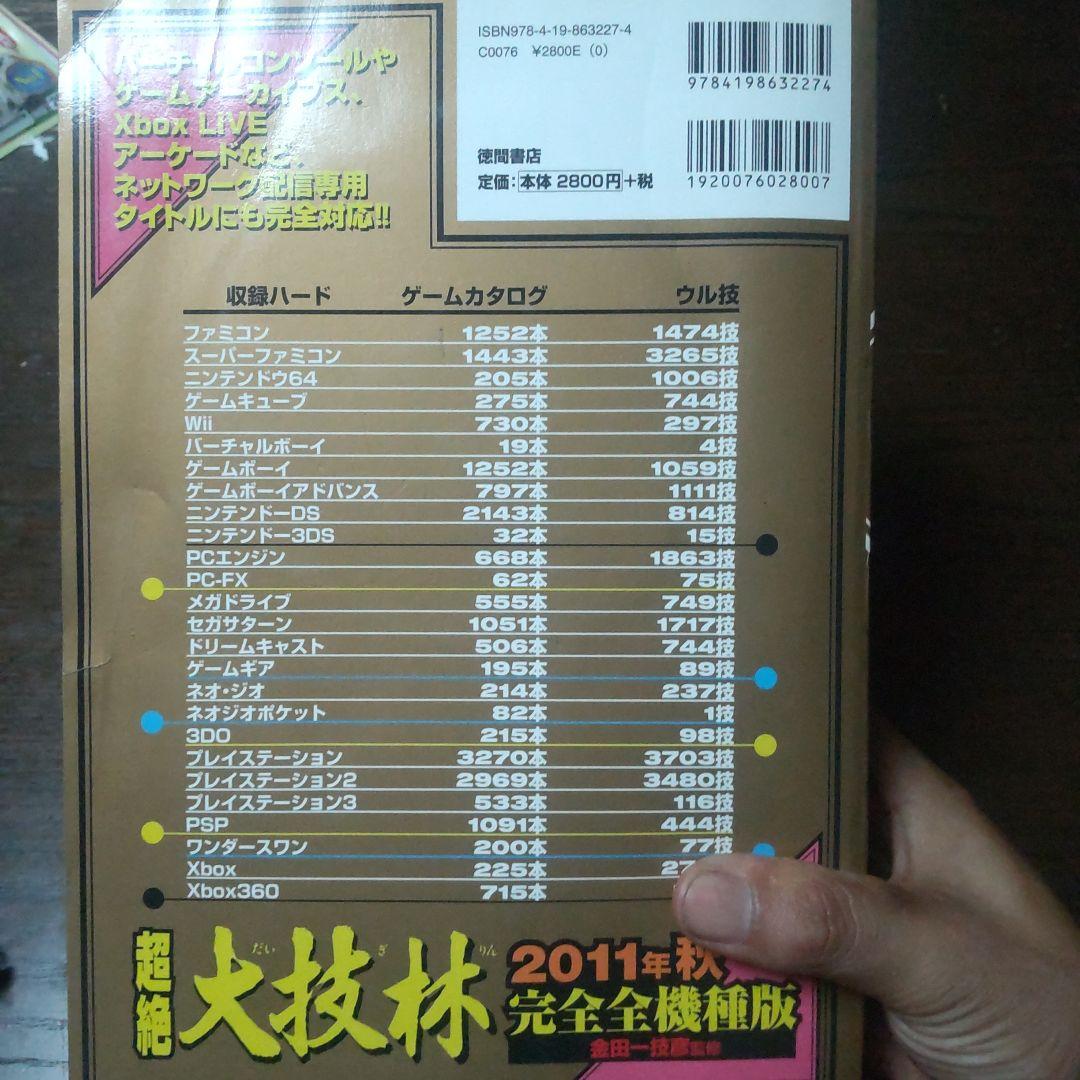 バーチャルコンソールや
ゲームアーカイブス、
Xbox LIVE
アーケードなど、
ネットワーク配信専用
タイトルにも完全対応!!
ISBN978-4-19-863227-4
C0076 ¥2800E (0)
9784198632274
徳間書店
定価:本体2800円+税
1920076028007
収録ハード ゲームカタログ ウル技
ファミコン 1252本 1474技
スーパーファミコン 1443本 3265技
ニンテンドウ64 205本 1006技
ゲームキューブ 275本 744技
Wii 730本 297技
バーチャルボーイ 19本 4技
ゲームボーイ 1252本 1059技
ゲームボーイアドバンス 797本 1111技
ニンテンドーDS 2143本 814技
ニンテンドー3DS 32本 15技
PCエンジン 668本 1863技
PC-FX 62本 75技
メガドライブ 555本 749技
セガサターン 1051本 1717技
ドリームキャスト 506本 744技
ゲームギア 195本 89技
ネオ・ジオ 214本 237技
ネオジオポケット 82本 1技
3DO 215本 98技
プレイステーション 3270本 3703技
プレイステーション2 2969本 3480技
プレイステーション3 533本 116技
PSP 1091本 444技
ワンダースワン 200本 77技
Xbox 225本
Xbox360 715本
超絶 大技林
だい ぎ りん
2011年秋
完全全機種版
金田一技彦監修